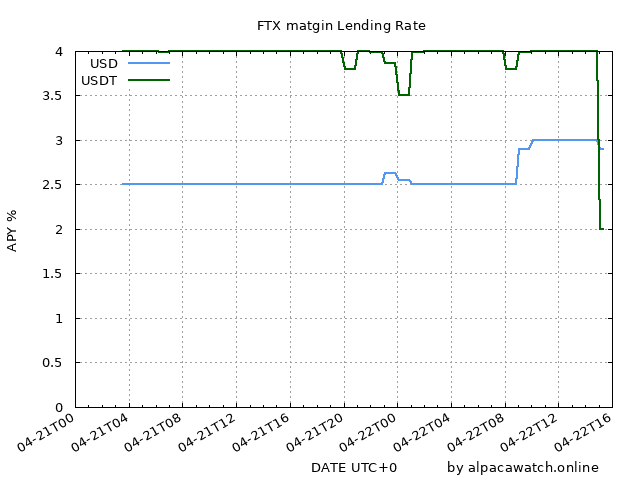 FTX matgin Lending Rate
USD
USDT
4
3.5
3
2.5
2
1.5
1
0.5
0
APY %
04-21T00
04-21T04
04-21T08
04-21T12
04-21T16
04-21T20
04-22T00
04-22T04
04-22T08
04-22T12
04-22T16
DATE UTC+0
by alpacawatch.online